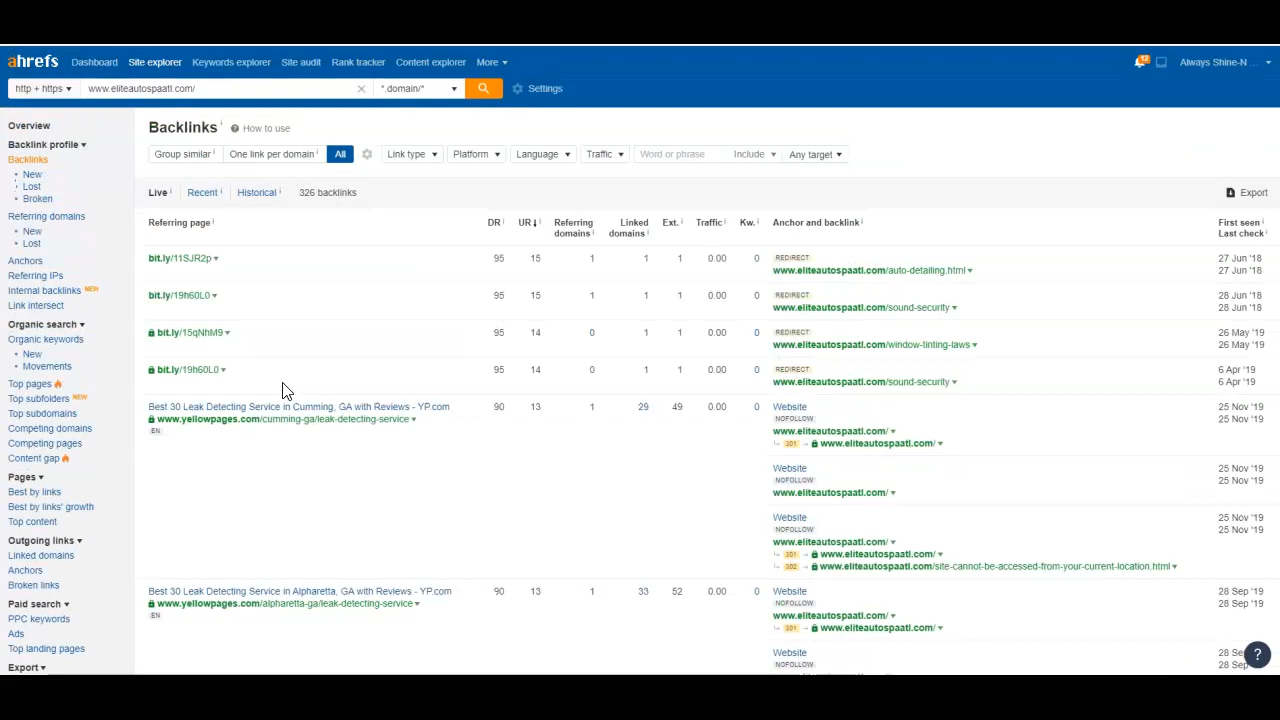 ahrefs Dashboard Site explorer Keywords explorer Site audit Rank tracker Content explorer More 12 Always Shine-N ...
http + https www.eliteautospaatl.com/ *.domain/* Settings
Overview
Backlink profile
Backlinks
New
Lost
Broken
Referring domains
New
Lost
Anchors
Referring IPs
Internal backlinks NEW
Link intersect
Organic search
Organic keywords
New
Movements
Top pages
Top subfolders NEW
Top subdomains
Competing domains
Competing pages
Content gap
Pages
Best by links
Best by links' growth
Top content
Outgoing links
Linked domains
Anchors
Broken links
Paid search
PPC keywords
Ads
Top landing pages
Export
Backlinks i ? How to use
Group similar i One link per domain i All Link type Platform Language Traffic Word or phrase Include Any target
Live i Recent i Historical i 326 backlinks Export
Referring page i DR i UR Referring domains i Linked domains i Ext. i Traffic i Kw. i Anchor and backlink i First seen Last check i
bit.ly/11SJR2p 95 15 1 1 1 0.00 0 REDIRECT 27 Jun '18
www.eliteautospaatl.com/auto-detailing.html 27 Jun '18
bit.ly/19h60L0 95 15 1 1 1 0.00 0 REDIRECT 28 Jun '18
www.eliteautospaatl.com/sound-security 28 Jun '18
bit.ly/15qNhM9 95 14 0 1 1 0.00 0 REDIRECT 26 May '19
www.eliteautospaatl.com/window-tinting-laws 26 May '19
bit.ly/19h60L0 95 14 0 1 1 0.00 0 REDIRECT 6 Apr '19
www.eliteautospaatl.com/sound-security 6 Apr '19
Best 30 Leak Detecting Service in Cumming, GA with Reviews - YP.com 90 13 1 29 49 0.00 0 Website 25 Nov '19
www.yellowpages.com/cumming-ga/leak-detecting-service NOFOLLOW 25 Nov '19
EN www.eliteautospaatl.com/
301 www.eliteautospaatl.com/
Website 25 Nov '19
NOFOLLOW 25 Nov '19
www.eliteautospaatl.com/
Website 25 Nov '19
NOFOLLOW 25 Nov '19
www.eliteautospaatl.com/
301 www.eliteautospaatl.com/
302 www.eliteautospaatl.com/site-cannot-be-accessed-from-your-current-location.html
Best 30 Leak Detecting Service in Alpharetta, GA with Reviews - YP.com 90 13 1 33 52 0.00 0 Website 28 Sep '19
www.yellowpages.com/alpharetta-ga/leak-detecting-service NOFOLLOW 28 Sep '19
EN www.eliteautospaatl.com/
301 www.eliteautospaatl.com/
Website 28
NOFOLLOW 28 ?